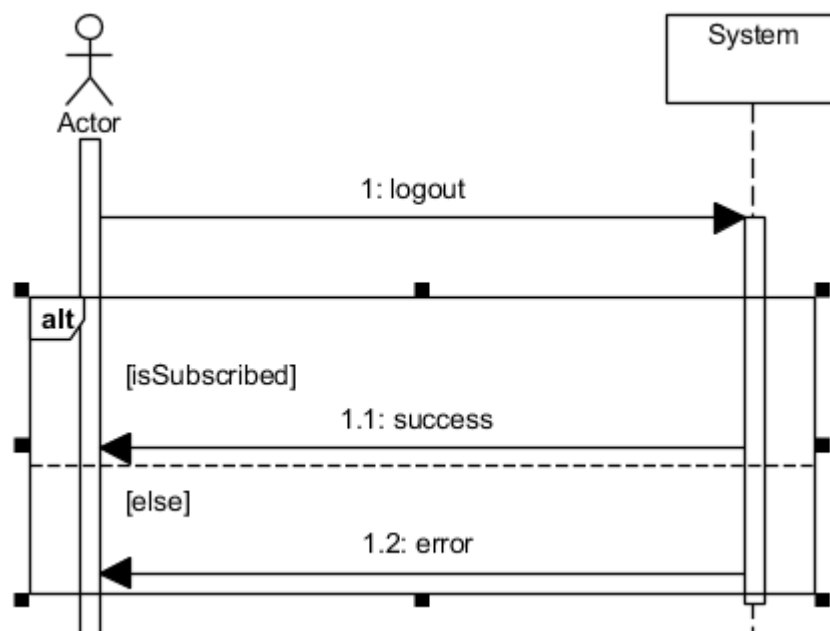 System
Actor
1: logout
alt
[isSubscribed]
1.1: success
[else]
1.2: error